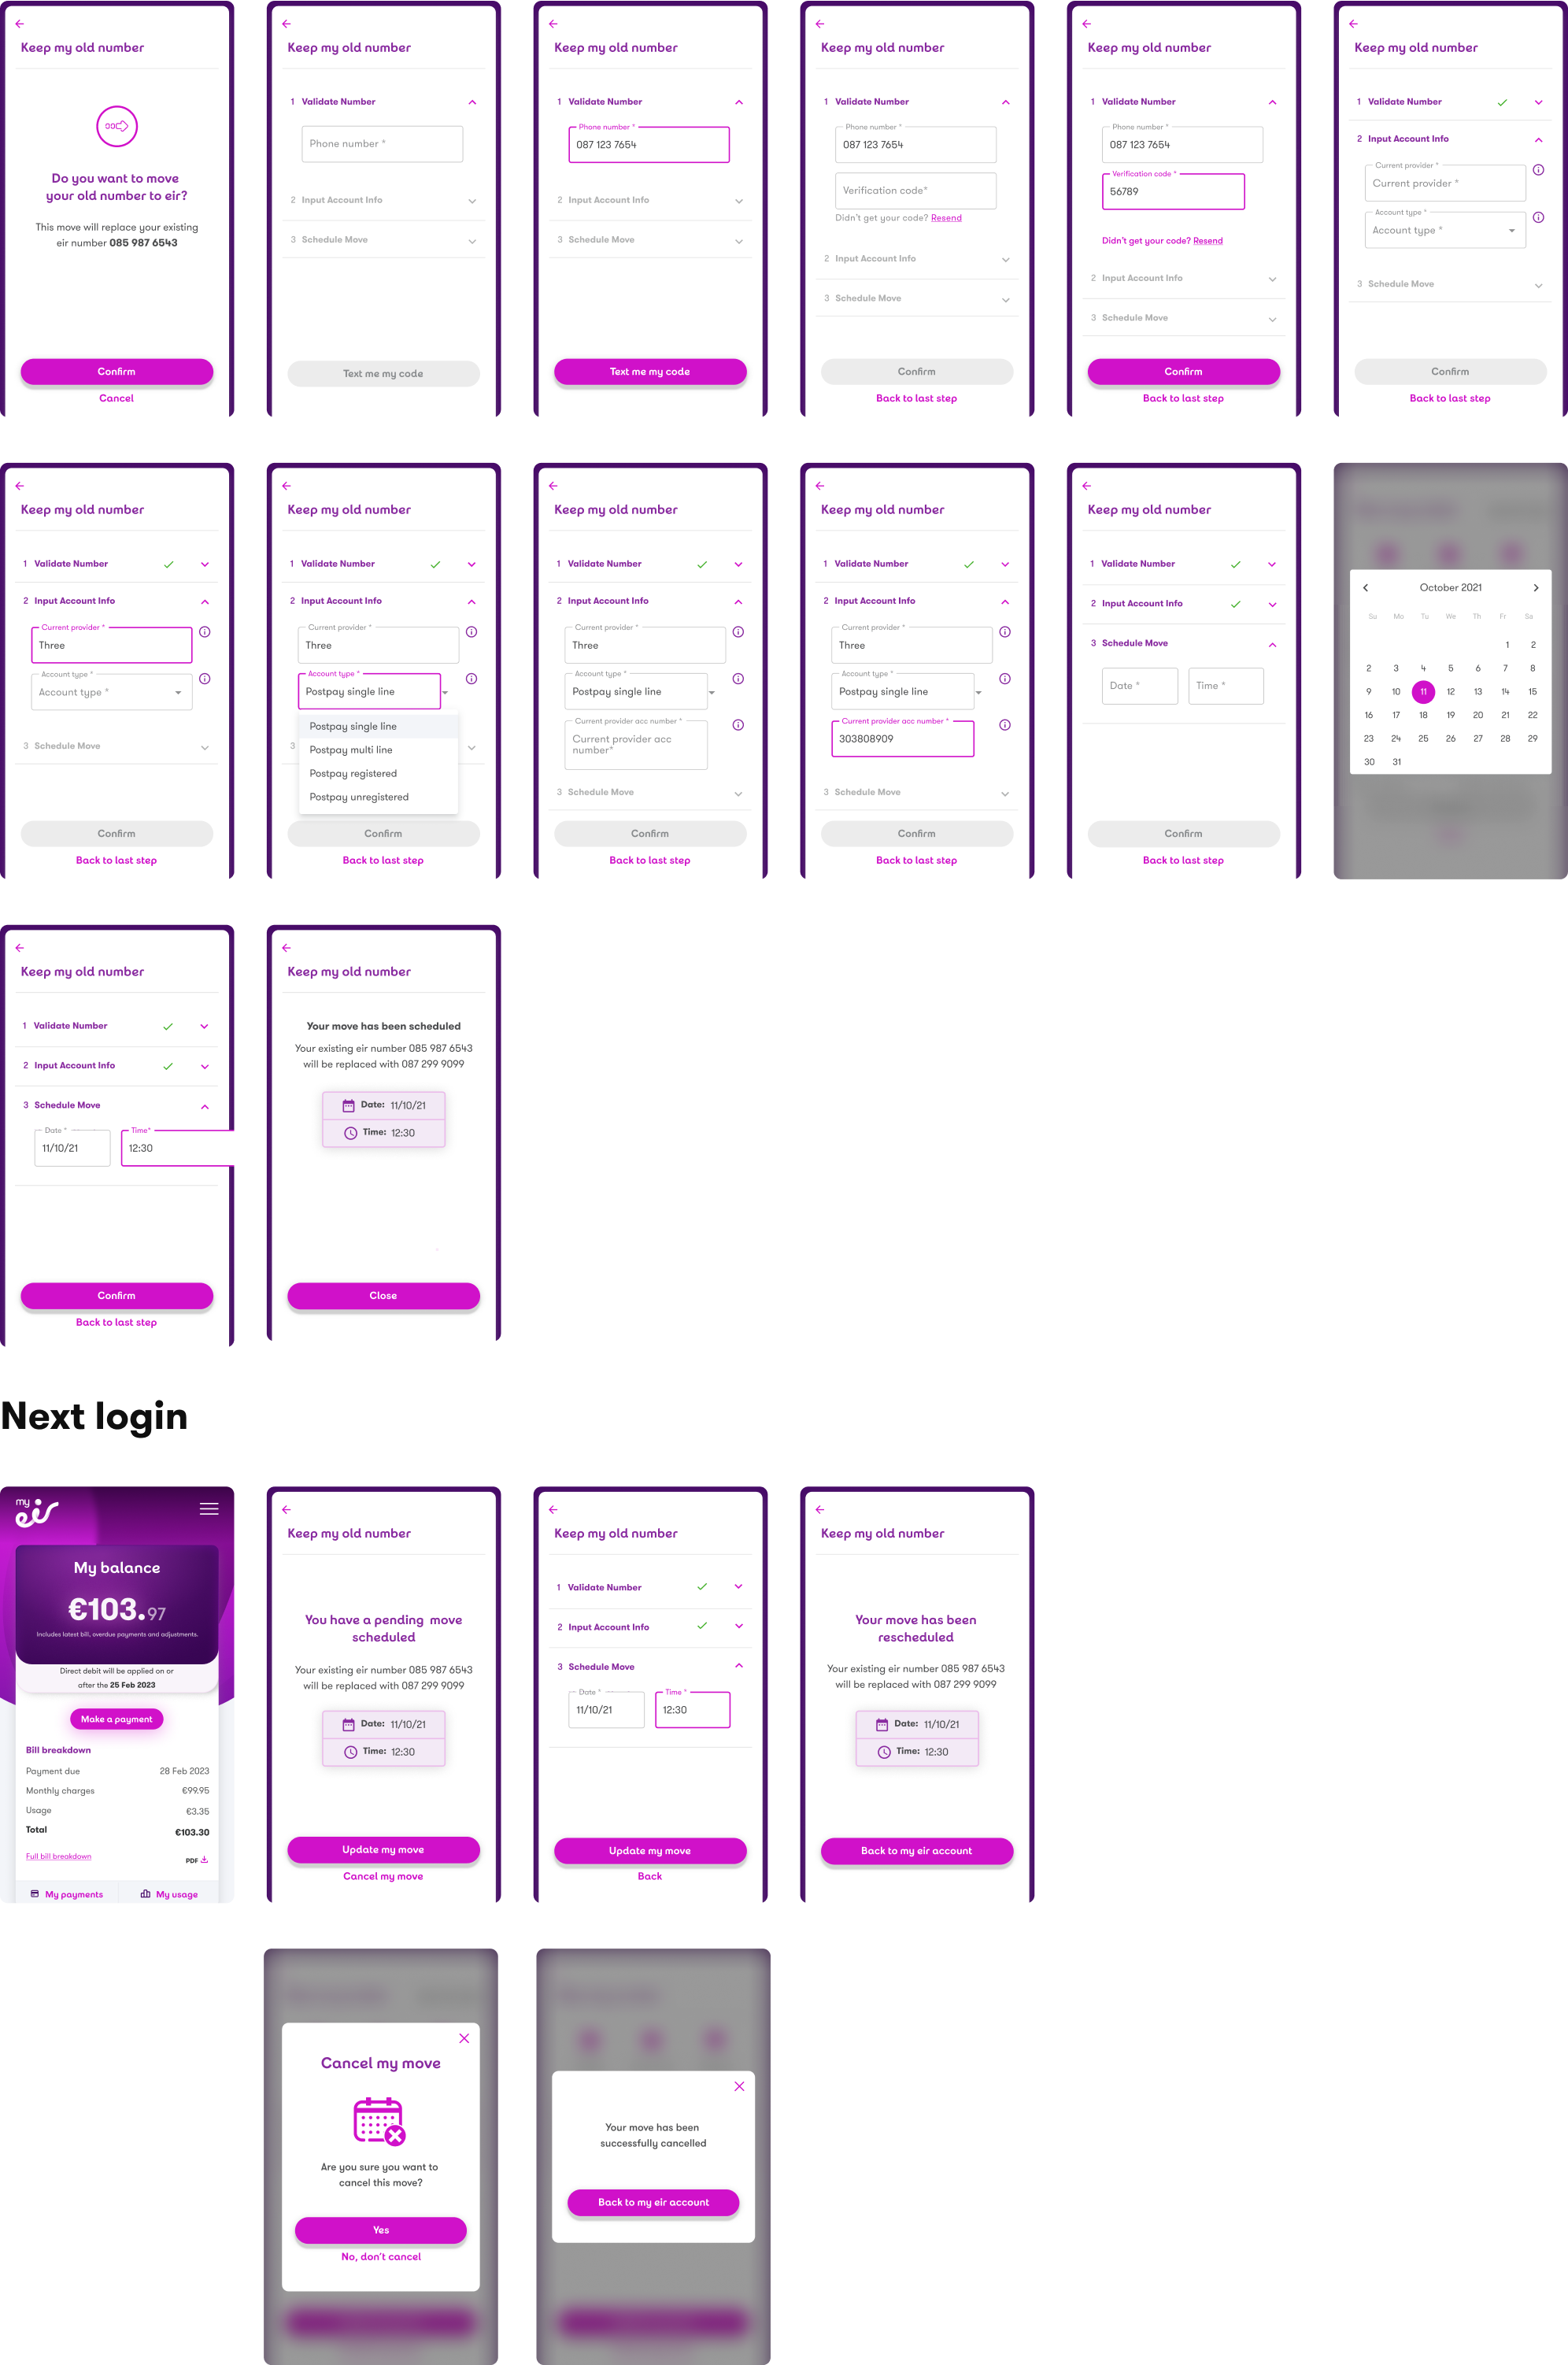 Keep my old number
Do you want to move
your old number to eir?
This move will replace your existing
eir number 085 987 6543
Confirm
Cancel
Keep my old number
1 Validate Number
Phone number *
2 Input Account Info
3 Schedule Move
Text me my code
Keep my old number
1 Validate Number
Phone number *
087 123 7654
2 Input Account Info
3 Schedule Move
Text me my code
Keep my old number
1 Validate Number
Phone number *
087 123 7654
Verification code*
Didn't get your code? Resend
2 Input Account Info
3 Schedule Move
Confirm
Back to last step
Keep my old number
1 Validate Number
Phone number *
087 123 7654
Verification code *
56789
Didn't get your code? Resend
2 Input Account Info
3 Schedule Move
Confirm
Back to last step
Keep my old number
1 Validate Number
2 Input Account Info
Current provider *
Current provider *
Account type *
Account type *
3 Schedule Move
Confirm
Back to last step
Keep my old number
1 Validate Number
2 Input Account Info
Current provider *
Three
Account type *
Account type *
3 Schedule Move
Confirm
Back to last step
Keep my old number
1 Validate Number
2 Input Account Info
Current provider *
Three
Account type *
Postpay single line
Postpay single line
Postpay multi line
Postpay registered
Postpay unregistered
3
Confirm
Back to last step
Keep my old number
1 Validate Number
2 Input Account Info
Current provider *
Three
Account type *
Postpay single line
Current provider acc number *
Current provider acc
number*
3 Schedule Move
Confirm
Back to last step
Keep my old number
1 Validate Number
2 Input Account Info
Current provider *
Three
Account type *
Postpay single line
Current provider acc number *
303808909
3 Schedule Move
Confirm
Back to last step
Keep my old number
1 Validate Number
2 Input Account Info
3 Schedule Move
Date * Time *
Confirm
Back to last step
October 2021
Su Mo Tu We Th Fr Sa
1 2
2 3 4 5 6 7 8
9 10 11 12 13 14 15
16 17 18 19 20 21 22
23 24 25 26 27 28 29
30 31
Keep my old number
1 Validate Number
2 Input Account Info
3 Schedule Move
Date * Time*
11/10/21 12:30
Confirm
Back to last step
Keep my old number
Your move has been scheduled
Your existing eir number 085 987 6543
will be replaced with 087 299 9099
Date: 11/10/21
Time: 12:30
Close
Next login
my
eir
My balance
€103.97
Includes latest bill, overdue payments and adjustments.
Direct debit will be applied on or
after the 25 Feb 2023
Make a payment
Bill breakdown
Payment due 28 Feb 2023
Monthly charges €99.95
Usage €3.35
Total €103.30
Full bill breakdown PDF
My payments My usage
Keep my old number
You have a pending move
scheduled
Your existing eir number 085 987 6543
will be replaced with 087 299 9099
Date: 11/10/21
Time: 12:30
Update my move
Cancel my move
Keep my old number
1 Validate Number
2 Input Account Info
3 Schedule Move
Date * Time *
11/10/21 12:30
Update my move
Back
Keep my old number
Your move has been
rescheduled
Your existing eir number 085 987 6543
will be replaced with 087 299 9099
Date: 11/10/21
Time: 12:30
Back to my eir account
Cancel my move
Are you sure you want to
cancel this move?
Yes
No, don't cancel
Your move has been
successfully cancelled
Back to my eir account